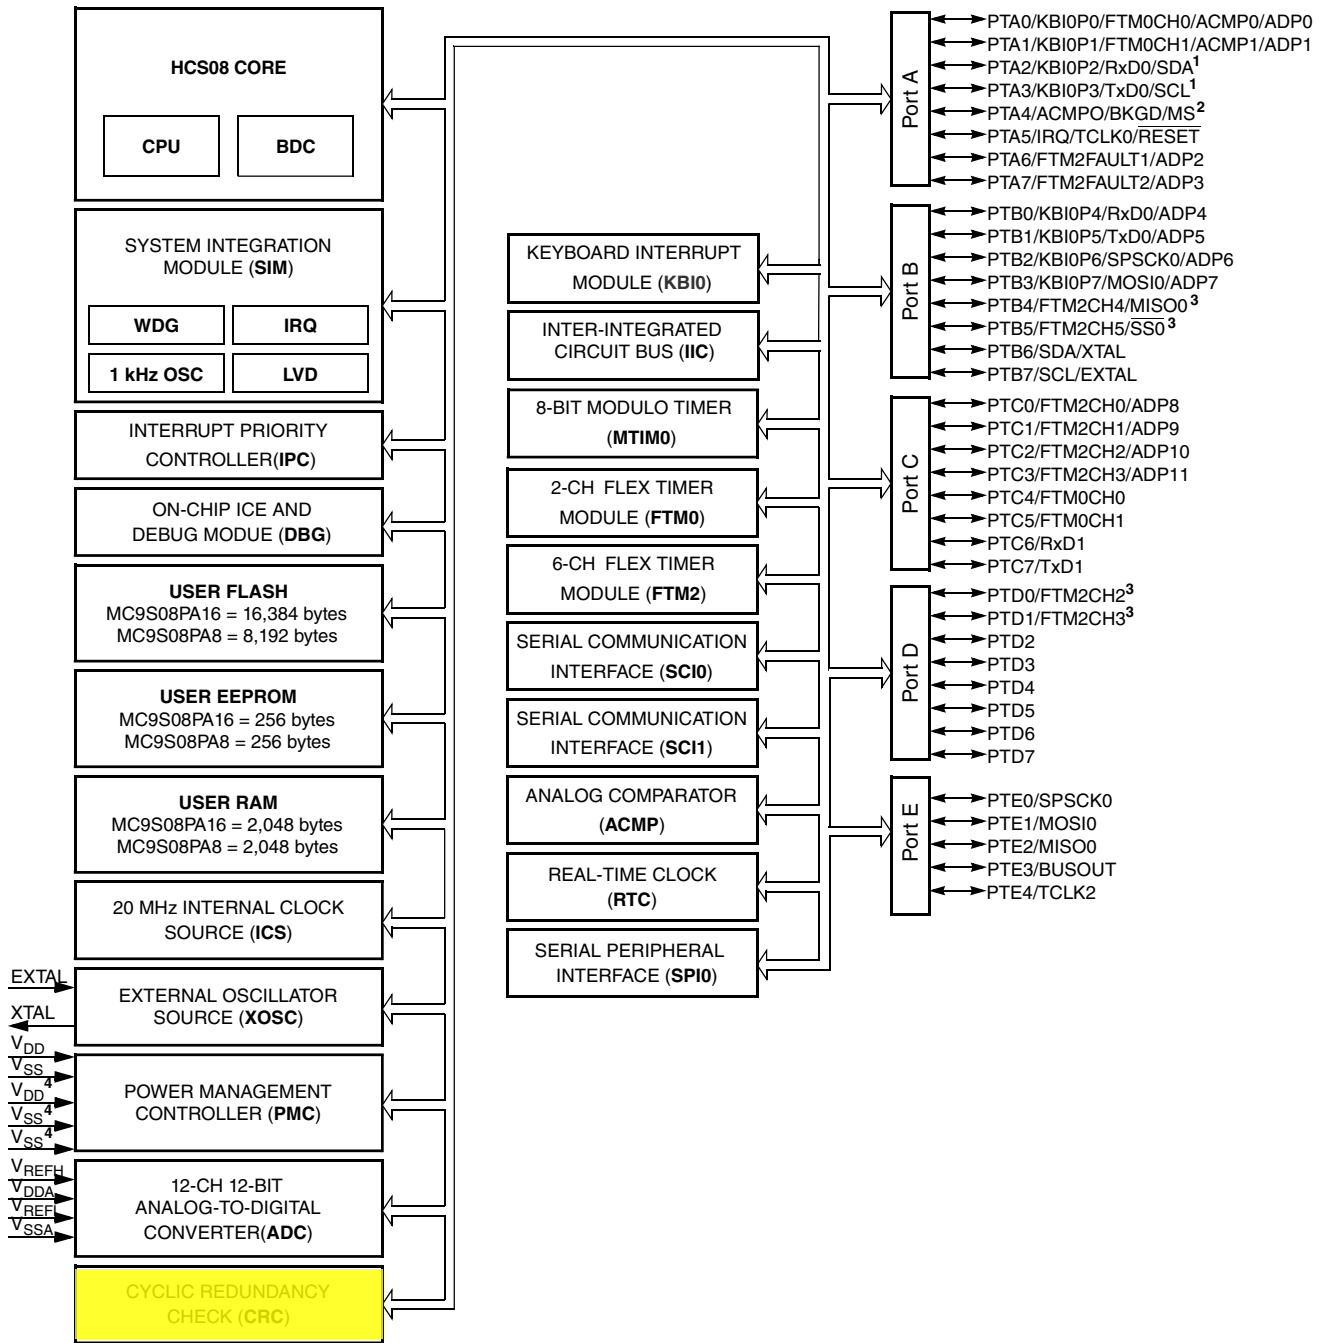 HCS08 CORE
CPU
BDC
SYSTEM INTEGRATION
MODULE (SIM)
WDG
IRQ
1 kHz OSC
LVD
INTERRUPT PRIORITY
CONTROLLER(IPC)
ON-CHIP ICE AND
DEBUG MODUE (DBG)
USER FLASH
MC9S08PA16 = 16,384 bytes
MC9S08PA8 = 8,192 bytes
USER EEPROM
MC9S08PA16 = 256 bytes
MC9S08PA8 = 256 bytes
USER RAM
MC9S08PA16 = 2,048 bytes
MC9S08PA8 = 2,048 bytes
20 MHz INTERNAL CLOCK
SOURCE (ICS)
EXTAL
XTAL
EXTERNAL OSCILLATOR
SOURCE (XOSC)
VDD
VSS
VDD4
VSS4
VSS4
POWER MANAGEMENT
CONTROLLER (PMC)
VREFH
VDDA
VREFL
VSSA
12-CH 12-BIT
ANALOG-TO-DIGITAL
CONVERTER(ADC)
CYCLIC REDUNDANCY
CHECK (CRC)
KEYBOARD INTERRUPT
MODULE (KBI0)
INTER-INTEGRATED
CIRCUIT BUS (IIC)
8-BIT MODULO TIMER
(MTIM0)
2-CH FLEX TIMER
MODULE (FTM0)
6-CH FLEX TIMER
MODULE (FTM2)
SERIAL COMMUNICATION
INTERFACE (SCI0)
SERIAL COMMUNICATION
INTERFACE (SCI1)
ANALOG COMPARATOR
(ACMP)
REAL-TIME CLOCK
(RTC)
SERIAL PERIPHERAL
INTERFACE (SPI0)
Port A
PTA0/KBI0P0/FTM0CH0/ACMP0/ADP0
PTA1/KBI0P1/FTM0CH1/ACMP1/ADP1
PTA2/KBI0P2/RxD0/SDA1
PTA3/KBI0P3/TxD0/SCL1
PTA4/ACMPO/BKGD/MS2
PTA5/IRQ/TCLK0/RESET
PTA6/FTM2FAULT1/ADP2
PTA7/FTM2FAULT2/ADP3
Port B
PTB0/KBI0P4/RxD0/ADP4
PTB1/KBI0P5/TxD0/ADP5
PTB2/KBI0P6/SPSCK0/ADP6
PTB3/KBI0P7/MOSI0/ADP7
PTB4/FTM2CH4/MISO0 3
PTB5/FTM2CH5/SS0 3
PTB6/SDA/XTAL
PTB7/SCL/EXTAL
Port C
PTC0/FTM2CH0/ADP8
PTC1/FTM2CH1/ADP9
PTC2/FTM2CH2/ADP10
PTC3/FTM2CH3/ADP11
PTC4/FTM0CH0
PTC5/FTM0CH1
PTC6/RxD1
PTC7/TxD1
Port D
PTD0/FTM2CH23
PTD1/FTM2CH33
PTD2
PTD3
PTD4
PTD5
PTD6
PTD7
Port E
PTE0/SPSCK0
PTE1/MOSI0
PTE2/MISO0
PTE3/BUSOUT
PTE4/TCLK2